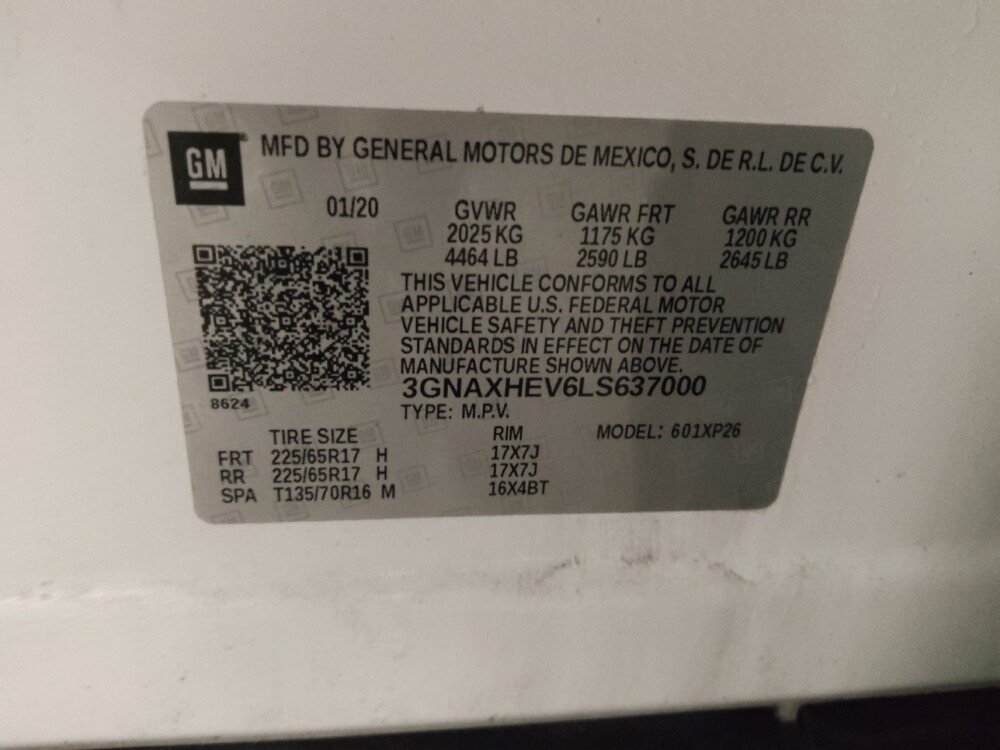 GM MFD BY GENERAL MOTORS DE MEXICO, S. DE R.L. DE C.V.
01/20 GVWR GAWR FRT GAWR RR
2025 KG 1175 KG 1200 KG
4464 LB 2590 LB 2645 LB
THIS VEHICLE CONFORMS TO ALL
APPLICABLE U.S. FEDERAL MOTOR
VEHICLE SAFETY AND THEFT PREVENTION
STANDARDS IN EFFECT ON THE DATE OF
MANUFACTURE SHOWN ABOVE.
3GNAXHEV6LS637000
8624
TYPE: M.P.V.
TIRE SIZE RIM MODEL: 601XP26
FRT 225/65R17 H 17X7J
RR 225/65R17 H 17X7J
SPA T135/70R16 M 16X4BT